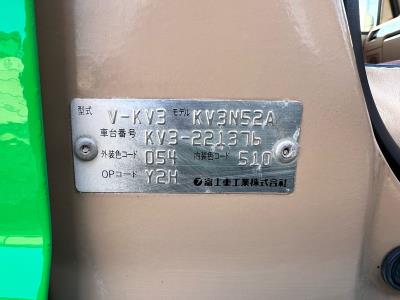 型式 V-KV3 モデル KV3N52A
車台番号 KV3-221376
外装色コード 054 内装色コード 510
OPコード Y2H 富士重工業株式会社